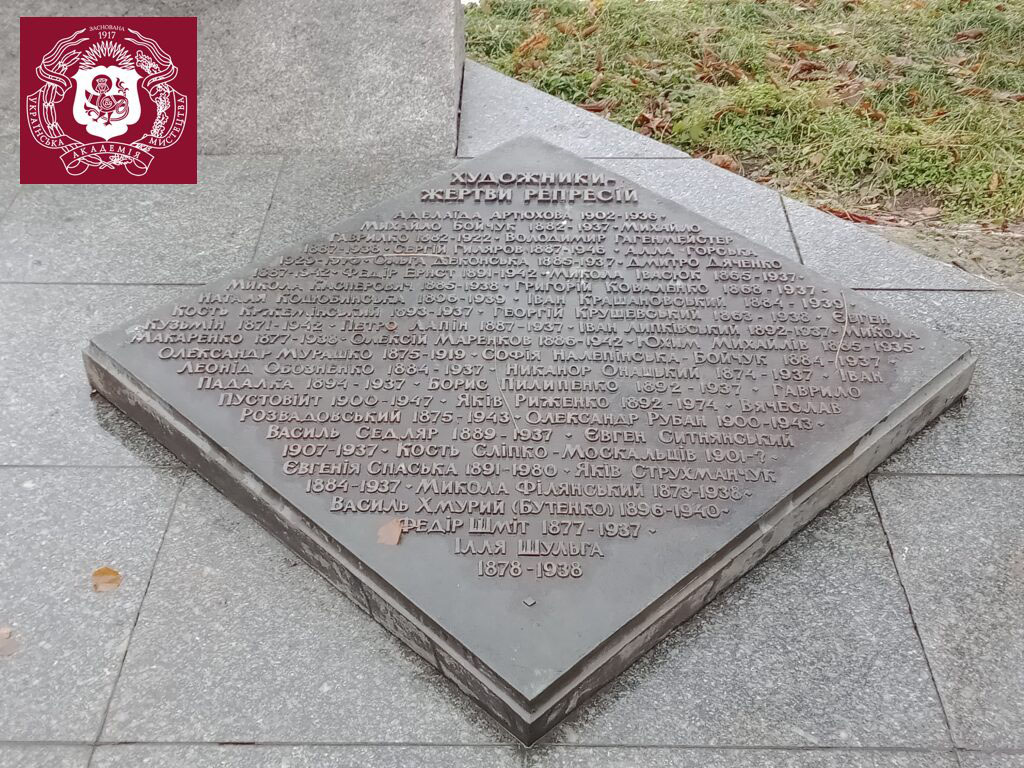 ЗАСНОВАНА
1917
УКРАЇНСЬКА
АКАДЕМІЯ
МИСТЕЦТВА
ХУДОЖНИКИ-
ЖЕРТВИ РЕПРЕСІЙ
АДЕЛАЇДА АРТЮХОВА 1902-1936 ·
МИХАЙЛО БОЙЧУК 1882-1937 · МИХАЙЛО
ГАВРИЛКО 1882-1922 · ВОЛОДИМИР ГАГЕНМЕЙСТЕР
1887-1938 · СЕРГІЙ ГІЛЯРОВ 1887-1946 · АЛЛА ГОРСЬКА
1929-1970 · ОЛЬГА ДЕКОНСЬКА 1885-1937 · ДМИТРО ДЯЧЕНКО
1887-1942 · ФЕДІР ЕРНСТ 1891-1942 · МИКОЛА ІВАСЮК 1865-1937 ·
МИКОЛА КАСПЕРОВИЧ 1885-1938 · ГРИГОРІЙ КОВАЛЕНКО 1868-1937 ·
НАТАЛЯ КОЦЮБИНСЬКА 1896-1939 · ІВАН КРАШАНОВСЬКИЙ 1884-1939 ·
КОСТЬ КРЖЕМІНСЬКИЙ 1893-1937 · ГЕОРГІЙ КРУШЕВСЬКИЙ 1863-1938 · ЄВГЕН
КУЗЬМІН 1871-1942 · ПЕТРО ЛАПІН 1887-1937 · ІВАН ЛИПКІВСЬКИЙ 1892-1937 · МИКОЛА
МАКАРЕНКО 1877-1938 · ОЛЕКСІЙ МАРЕНКОВ 1886-1942 · ЮХИМ МИХАЙЛІВ 1885-1935 ·
ОЛЕКСАНДР МУРАШКО 1875-1919 · СОФІЯ НАЛЕПІНСЬКА-БОЙЧУК 1884-1937 ·
ЛЕОНІД ОБОЗНЕНКО 1884-1937 · НИКАНОР ОНАЦЬКИЙ 1874-1937 · ІВАН
ПАДАЛКА 1894-1937 · БОРИС ПИЛИПЕНКО 1892-1937 · ГАВРИЛО
ПУСТОВІЙТ 1900-1947 · ЯКІВ РИЖЕНКО 1892-1974 · ВЯЧЕСЛАВ
РОЗВАДОВСЬКИЙ 1875-1943 · ОЛЕКСАНДР РУБАН 1900-1943 ·
ВАСИЛЬ СЕДЛЯР 1889-1937 · ЄВГЕН СИТНЯНСЬКИЙ
1907-1937 · КОСТЬ СЛІПКО-МОСКАЛЬЦІВ 1901-? ·
ЄВГЕНІЯ СПАСЬКА 1891-1980 · ЯКІВ СТРУХМАНЧУК
1884-1937 · МИКОЛА ФІЛЯНСЬКИЙ 1873-1938 ·
ВАСИЛЬ ХМУРИЙ (БУТЕНКО) 1896-1940 ·
ФЕДІР ШМІТ 1877-1937 ·
ІЛЛЯ ШУЛЬГА
1878-1938